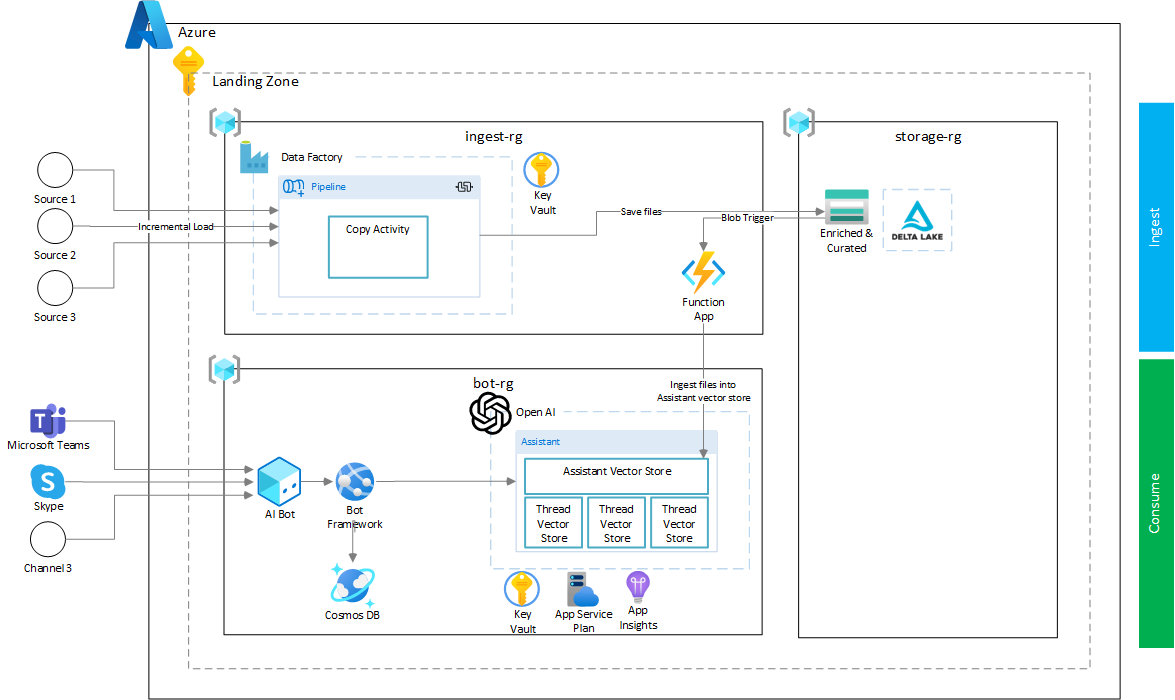 Azure
Landing Zone
ingest-rg
storage-rg
Data Factory
Pipeline
Copy Activity
Key
Vault
Source 1
Incremental Load
Source 2
Source 3
Save files
Blob Trigger
Enriched &
Curated
DELTA LAKE
Function
App
Ingest
bot-rg
Ingest files into
Assistant vector store
Open AI
Assistant
Assistant Vector Store
Thread
Vector
Store
Thread
Vector
Store
Thread
Vector
Store
T
Microsoft Teams
S
Skype
Channel 3
AI Bot
Bot
Framework
Cosmos DB
Key
Vault
App Service
Plan
App
Insights
Consume